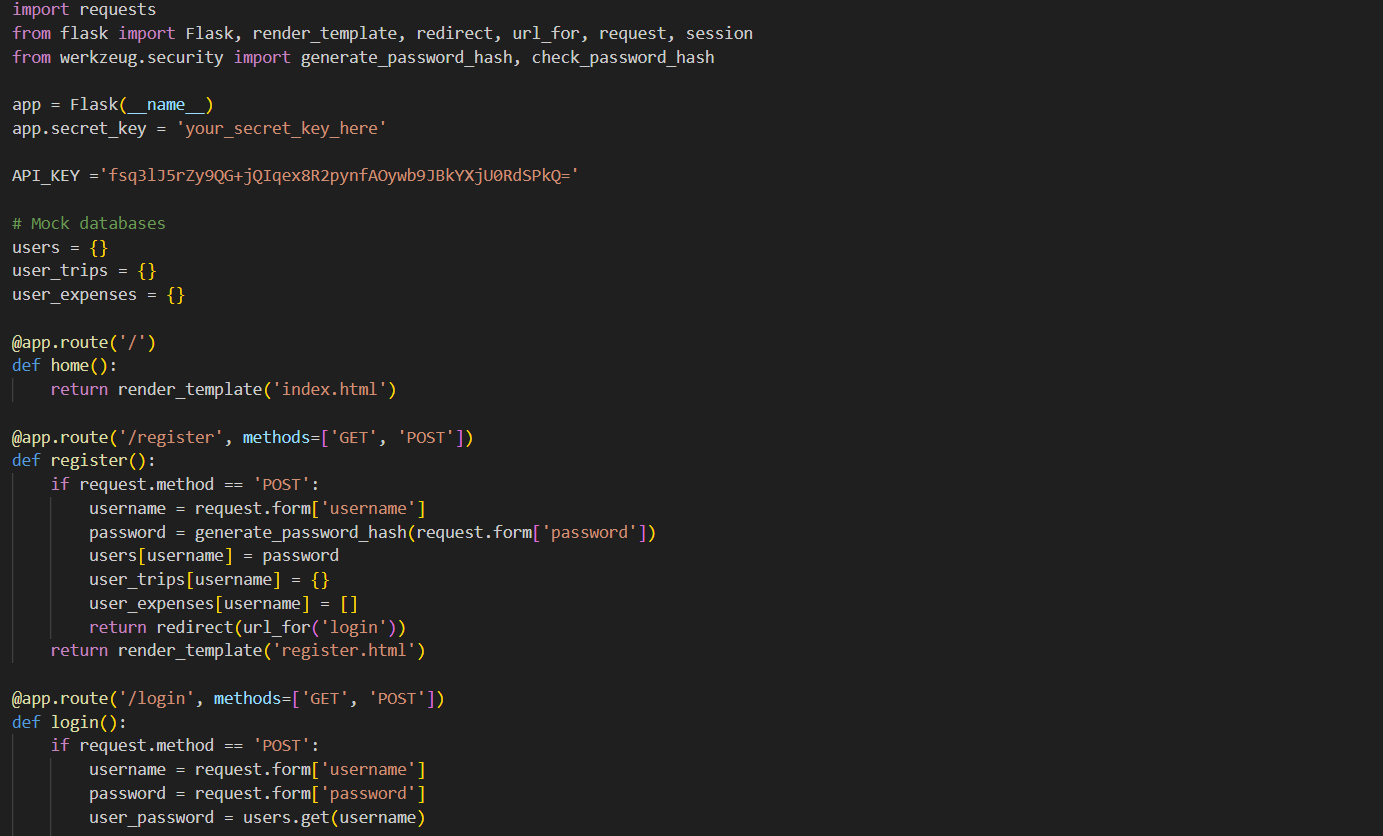 import requests
from flask import Flask, render_template, redirect, url_for, request, session
from werkzeug.security import generate_password_hash, check_password_hash

app = Flask(__name__)
app.secret_key = 'your_secret_key_here'

API_KEY ='fsq3lJ5rZy9QG+jQIqex8R2pynfAOywb9JBkYXjU0RdSPkQ='

# Mock databases
users = {}
user_trips = {}
user_expenses = {}

@app.route('/')
def home():
    return render_template('index.html')

@app.route('/register', methods=['GET', 'POST'])
def register():
    if request.method == 'POST':
        username = request.form['username']
        password = generate_password_hash(request.form['password'])
        users[username] = password
        user_trips[username] = {}
        user_expenses[username] = []
        return redirect(url_for('login'))
    return render_template('register.html')

@app.route('/login', methods=['GET', 'POST'])
def login():
    if request.method == 'POST':
        username = request.form['username']
        password = request.form['password']
        user_password = users.get(username)